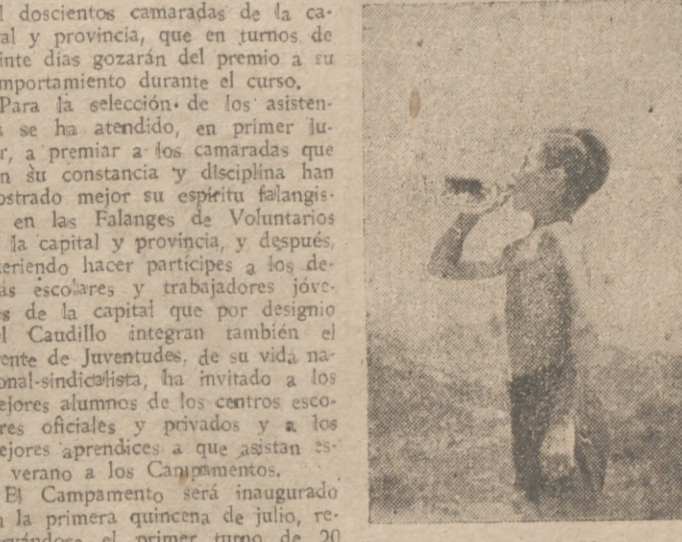 doscientos camaradas de la ca-
al y provincia, que en turnos de
inte días gozarán del premio a su
mportamiento durante el curso.
Para la selección de los asisten-
s se ha atendido, en primer lu-
r, a premiar a los camaradas que
n su constancia y disciplina han
ostrado mejor su espíritu falangis-
en las Falanges de Voluntarios
la capital y provincia, y después,
eriendo hacer partícipes a los de-
ás escolares y trabajadores jóve-
s de la capital que por designio
l Caudillo integran también el
ente de Juventudes, de su vida na-
onal-sindicalista, ha invitado a los
ejores alumnos de los centros esco-
res oficiales y privados y a los
ejores aprendices a que asistan es-
verano a los Campamentos.
El Campamento será inaugurado
n la primera quincena de julio, re-
el primer turno de 20